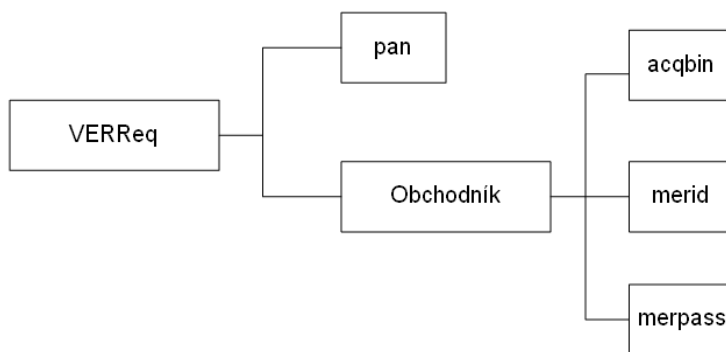 pan
acqbin
VERReq
Obchodník
merid
merpass